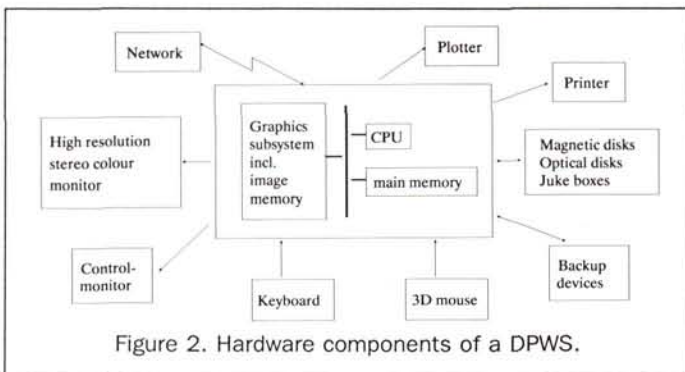 Network
Plotter
Printer
High resolution
stereo colour
monitor
Graphics
subsystem
incl.
image
memory
CPU
main memory
Magnetic disks
Optical disks
Juke boxes
Control-
monitor
Keyboard
3D mouse
Backup
devices
Figure 2. Hardware components of a DPWS.